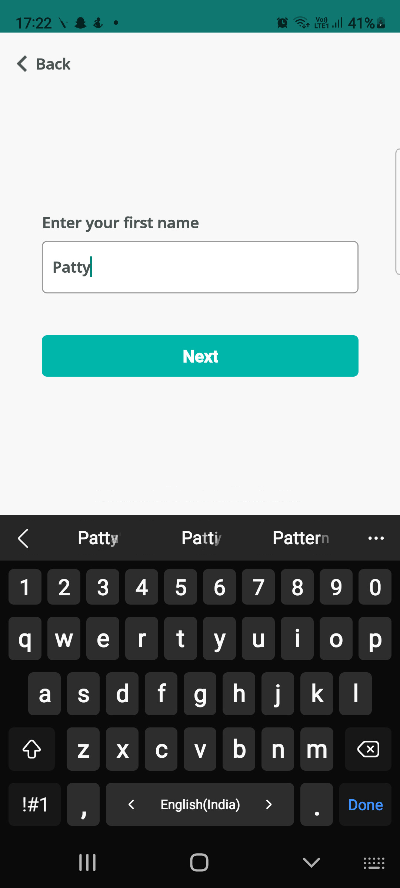 17:22 41%
Back
Enter your first name
Patty
Next
Patty Patty Pattern
1 2 3 4 5 6 7 8 9 0
q w e r t y u i o p
a s d f g h j k l
z x c v b n m
!#1 , < English(India) > . Done